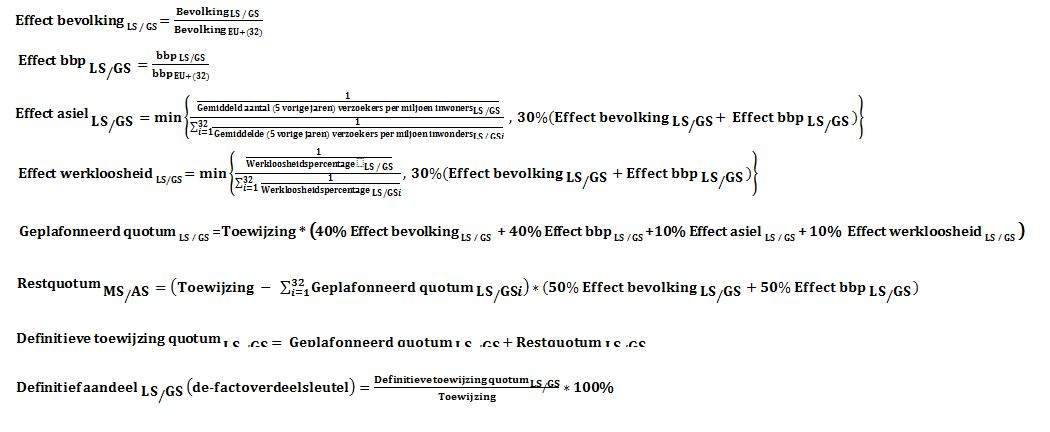 Effect bevolking LS / GS = Bevolking LS / GS / Bevolking EU+(32)
Effect bbp LS/GS = bbp LS/GS / bbp EU+(32)
Effect asiel LS/GS = min { 1 / Gemiddeld aantal (5 vorige jaren) verzoekers per miljoen inwoners LS /GS / ∑ 32 i=1 1 / Gemiddelde (5 vorige jaren) verzoekers per miljoen inwoners LS / GSi , 30%(Effect bevolking LS/GS + Effect bbp LS/GS) }
Effect werkloosheid LS/GS = min { 1 / Werkloosheidspercentage LS / GS / ∑ 32 i=1 1 / Werkloosheidspercentage LS/GSi , 30%(Effect bevolking LS/GS + Effect bbp LS/GS) }
Geplafonneerd quotum LS / GS =Toewijzing * (40% Effect bevolking LS / GS + 40% Effect bbp LS / GS +10% Effect asiel LS / GS + 10% Effect werkloosheid LS / GS )
Restquotum MS/AS = (Toewijzing − ∑ 32 i=1 Geplafonneerd quotum LS/GSi) * (50% Effect bevolking LS/GS + 50% Effect bbp LS/GS)
Definitieve toewijzing quotum LS /GS = Geplafonneerd quotum LS /GS + Restquotum LS /GS
Definitief aandeel LS/GS (de-factoverdeelsleutel) = Definitieve toewijzing quotum LS/GS / Toewijzing * 100%